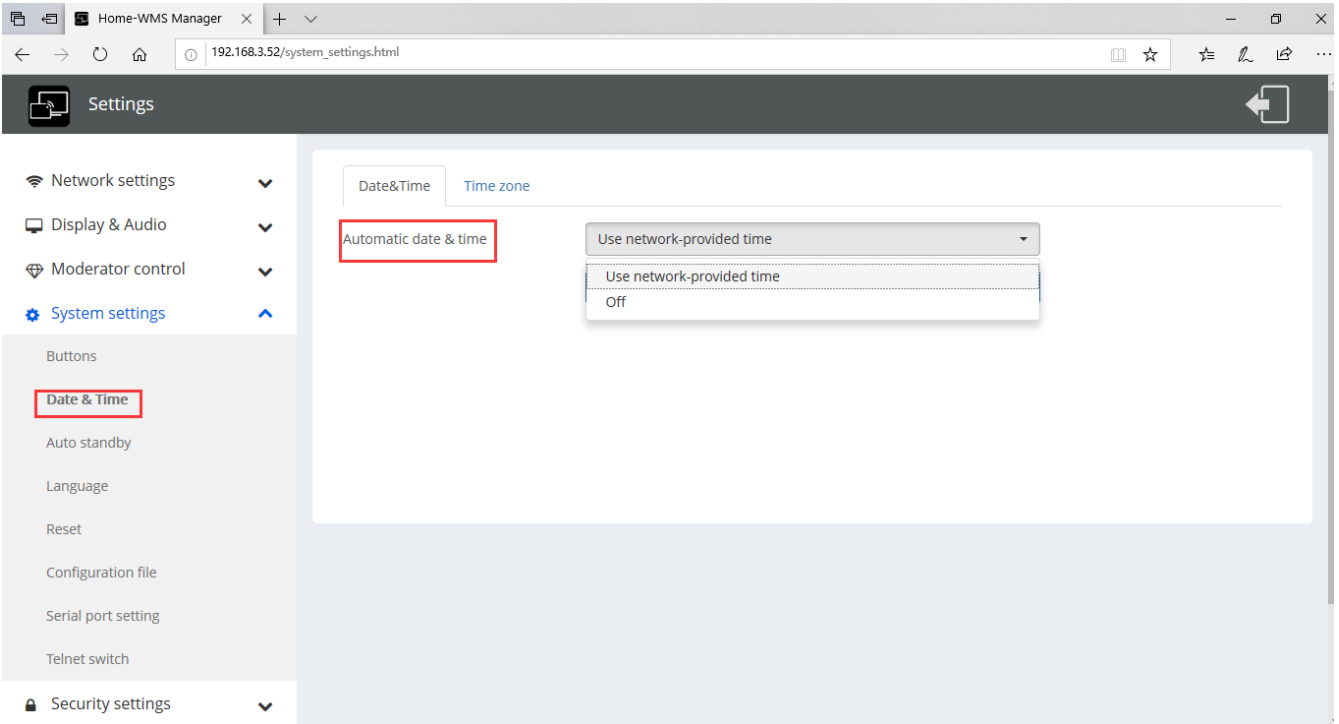 Home-WMS Manager
192.168.3.52/system_settings.html
Settings
Network settings
Display & Audio
Moderator control
System settings
Buttons
Date & Time
Auto standby
Language
Reset
Configuration file
Serial port setting
Telnet switch
Security settings
Date&Time
Time zone
Automatic date & time
Use network-provided time
Use network-provided time
Off